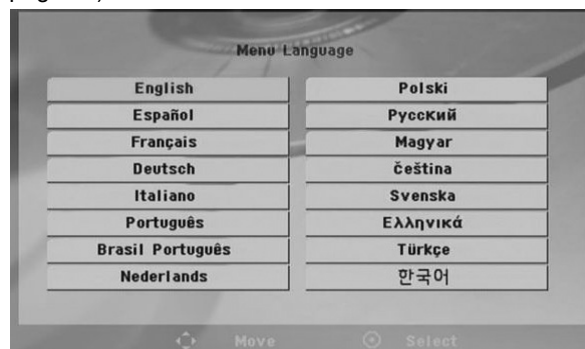 Menu Language
English
Español
Français
Deutsch
Italiano
Português
Brasil Português
Nederlands
Polski
Русский
Magyar
čeština
Svenska
Ελληνικά
Türkçe
한국어
Move Select